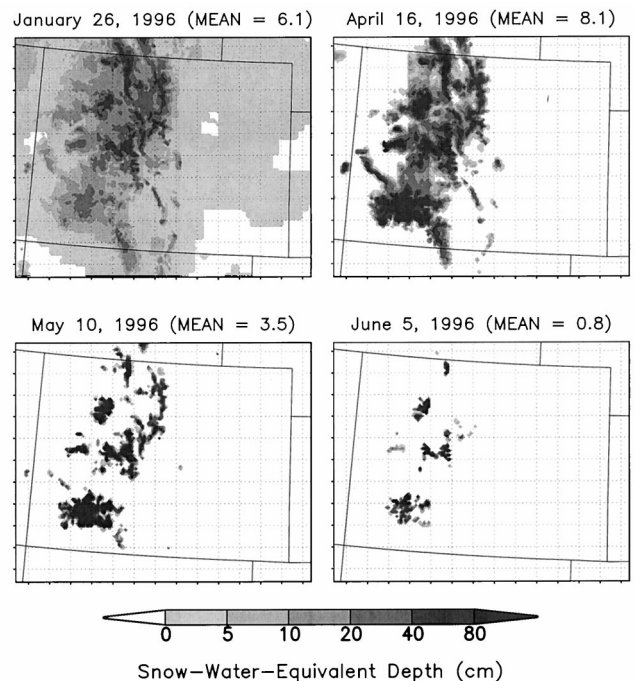 January 26, 1996 (MEAN = 6.1)
April 16, 1996 (MEAN = 8.1)
May 10, 1996 (MEAN = 3.5)
June 5, 1996 (MEAN = 0.8)
0 5 10 20 40 80
Snow-Water-Equivalent Depth (cm)